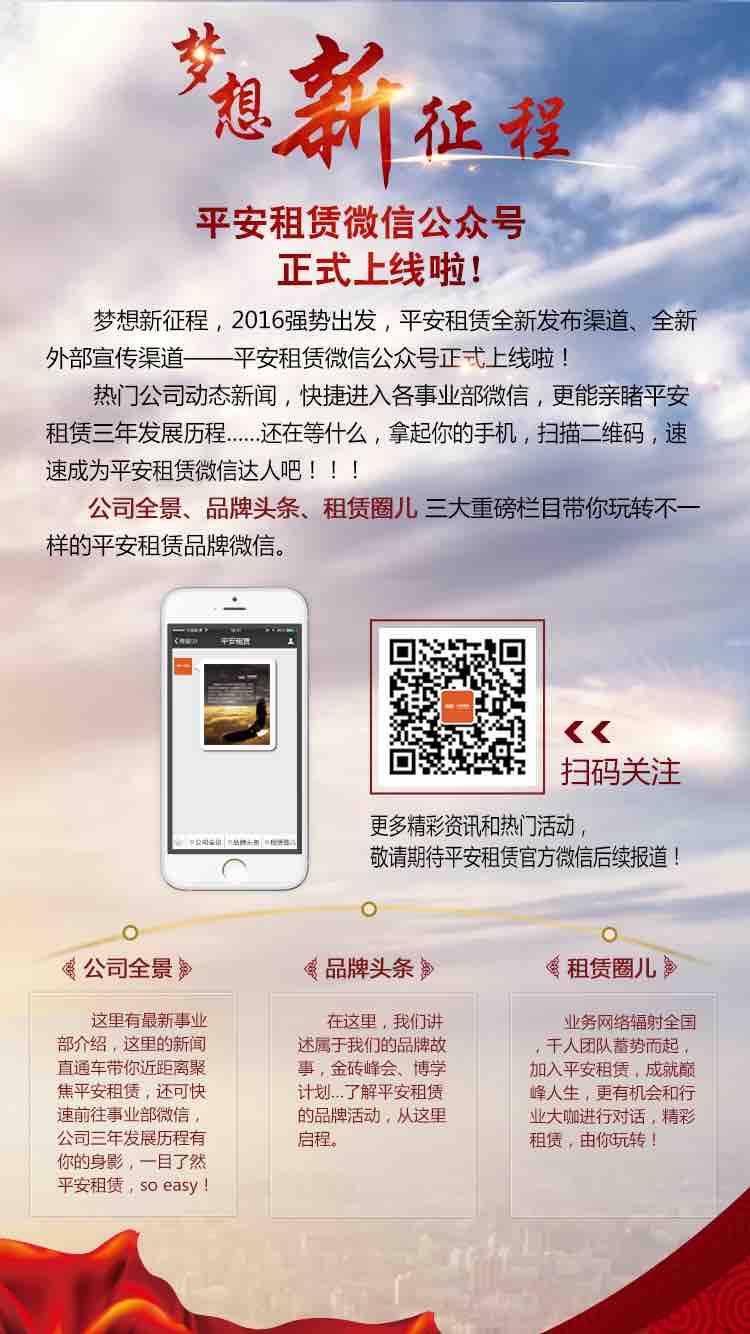 梦想新征程
平安租赁微信公众号
正式上线啦！
梦想新征程，2016强势出发，平安租赁全新发布渠道、全新
外部宣传渠道——平安租赁微信公众号正式上线啦！
热门公司动态新闻，快捷进入各事业部微信，更能亲睹平安
租赁三年发展历程……还在等什么，拿起你的手机，扫描二维码，速
速成为平安租赁微信达人吧！！！
公司全景、品牌头条、租赁圈儿 三大重磅栏目带你玩转不一
样的平安租赁品牌微信。
平安租赁
公司全景 品牌头条 租赁圈儿
扫码关注
更多精彩资讯和热门活动，
敬请期待平安租赁官方微信后续报道！
公司全景
这里有最新事业
部介绍，这里的新闻
直通车带你近距离聚
焦平安租赁，还可快
速前往事业部微信，
公司三年发展历程有
你的身影，一目了然
平安租赁，so easy！
品牌头条
在这里，我们讲
述属于我们的品牌故
事，金砖峰会、博学
计划...了解平安租赁
的品牌活动，从这里
启程。
租赁圈儿
业务网络辐射全国
，千人团队蓄势而起，
加入平安租赁，成就巅
峰人生，更有机会和行
业大咖进行对话，精彩
租赁，由你玩转！